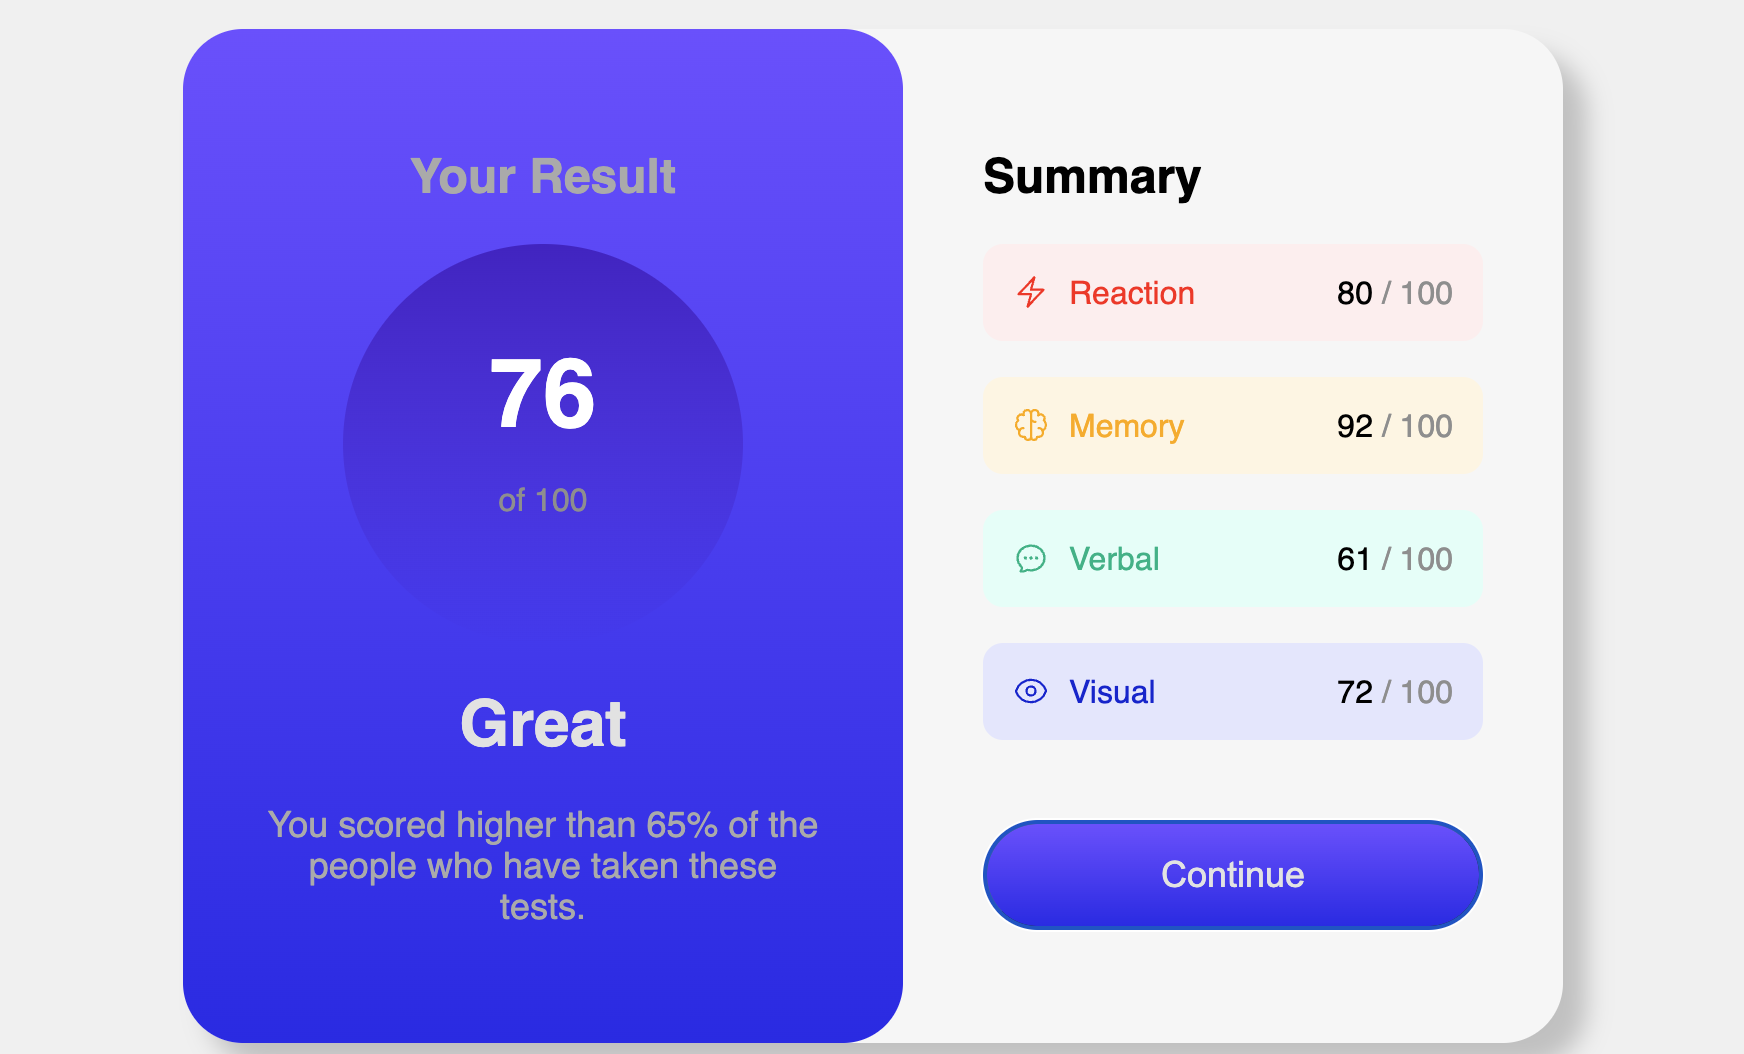 Your Result
76
of 100
Great
You scored higher than 65% of the
people who have taken these
tests.
Summary
Reaction 80 / 100
Memory 92 / 100
Verbal 61 / 100
Visual 72 / 100
Continue